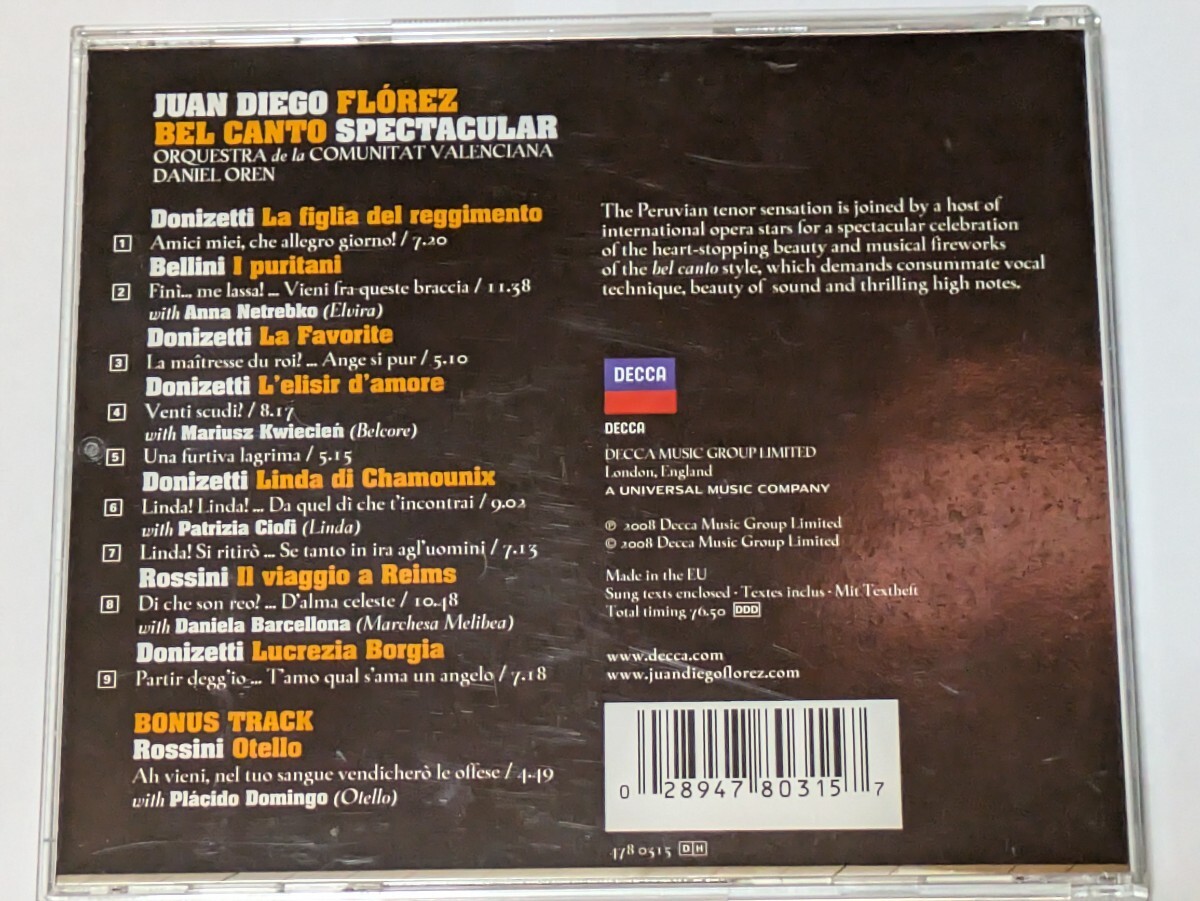 JUAN DIEGO FLÓREZ
BEL CANTO SPECTACULAR
ORQUESTRA de la COMUNITAT VALENCIANA
DANIEL OREN
Donizetti La figlia del reggimento
1 Amici miei, che allegro giorno! / 7.20
Bellini I puritani
2 Finì... me lassa! ... Vieni fra queste braccia / 11.38
with Anna Netrebko (Elvira)
Donizetti La Favorite
3 La maîtresse du roi? ... Ange si pur / 5.10
Donizetti L'elisir d'amore
4 Venti scudi? / 8.17
with Mariusz Kwiecień (Belcore)
5 Una furtiva lagrima / 5.15
Donizetti Linda di Chamounix
6 Linda! Linda! ... Da quel dì che t'incontrai / 9.02
with Patrizia Ciofi (Linda)
7 Linda! Si ritirò ... Se tanto in ira agl'uomini / 7.13
Rossini Il viaggio a Reims
8 Di che son reo? ... D'alma celeste / 10.48
with Daniela Barcellona (Marchesa Melibea)
Donizetti Lucrezia Borgia
9 Partir degg'io ... T'amo qual s'ama un angelo / 7.18
BONUS TRACK
Rossini Otello
Ah vieni, nel tuo sangue vendicherò le offese / 4.49
with Plácido Domingo (Otello)
The Peruvian tenor sensation is joined by a host of
international opera stars for a spectacular celebration
of the heart-stopping beauty and musical fireworks
of the bel canto style, which demands consummate vocal
technique, beauty of sound and thrilling high notes.
DECCA
DECCA
DECCA MUSIC GROUP LIMITED
London, England
A UNIVERSAL MUSIC COMPANY
℗ 2008 Decca Music Group Limited
© 2008 Decca Music Group Limited
Made in the EU
Sung texts enclosed · Textes inclus · Mit Textheft
Total timing 76.50 DDD
www.decca.com
www.juandiegoflorez.com
0 28947 80315 7
478 0315 DH